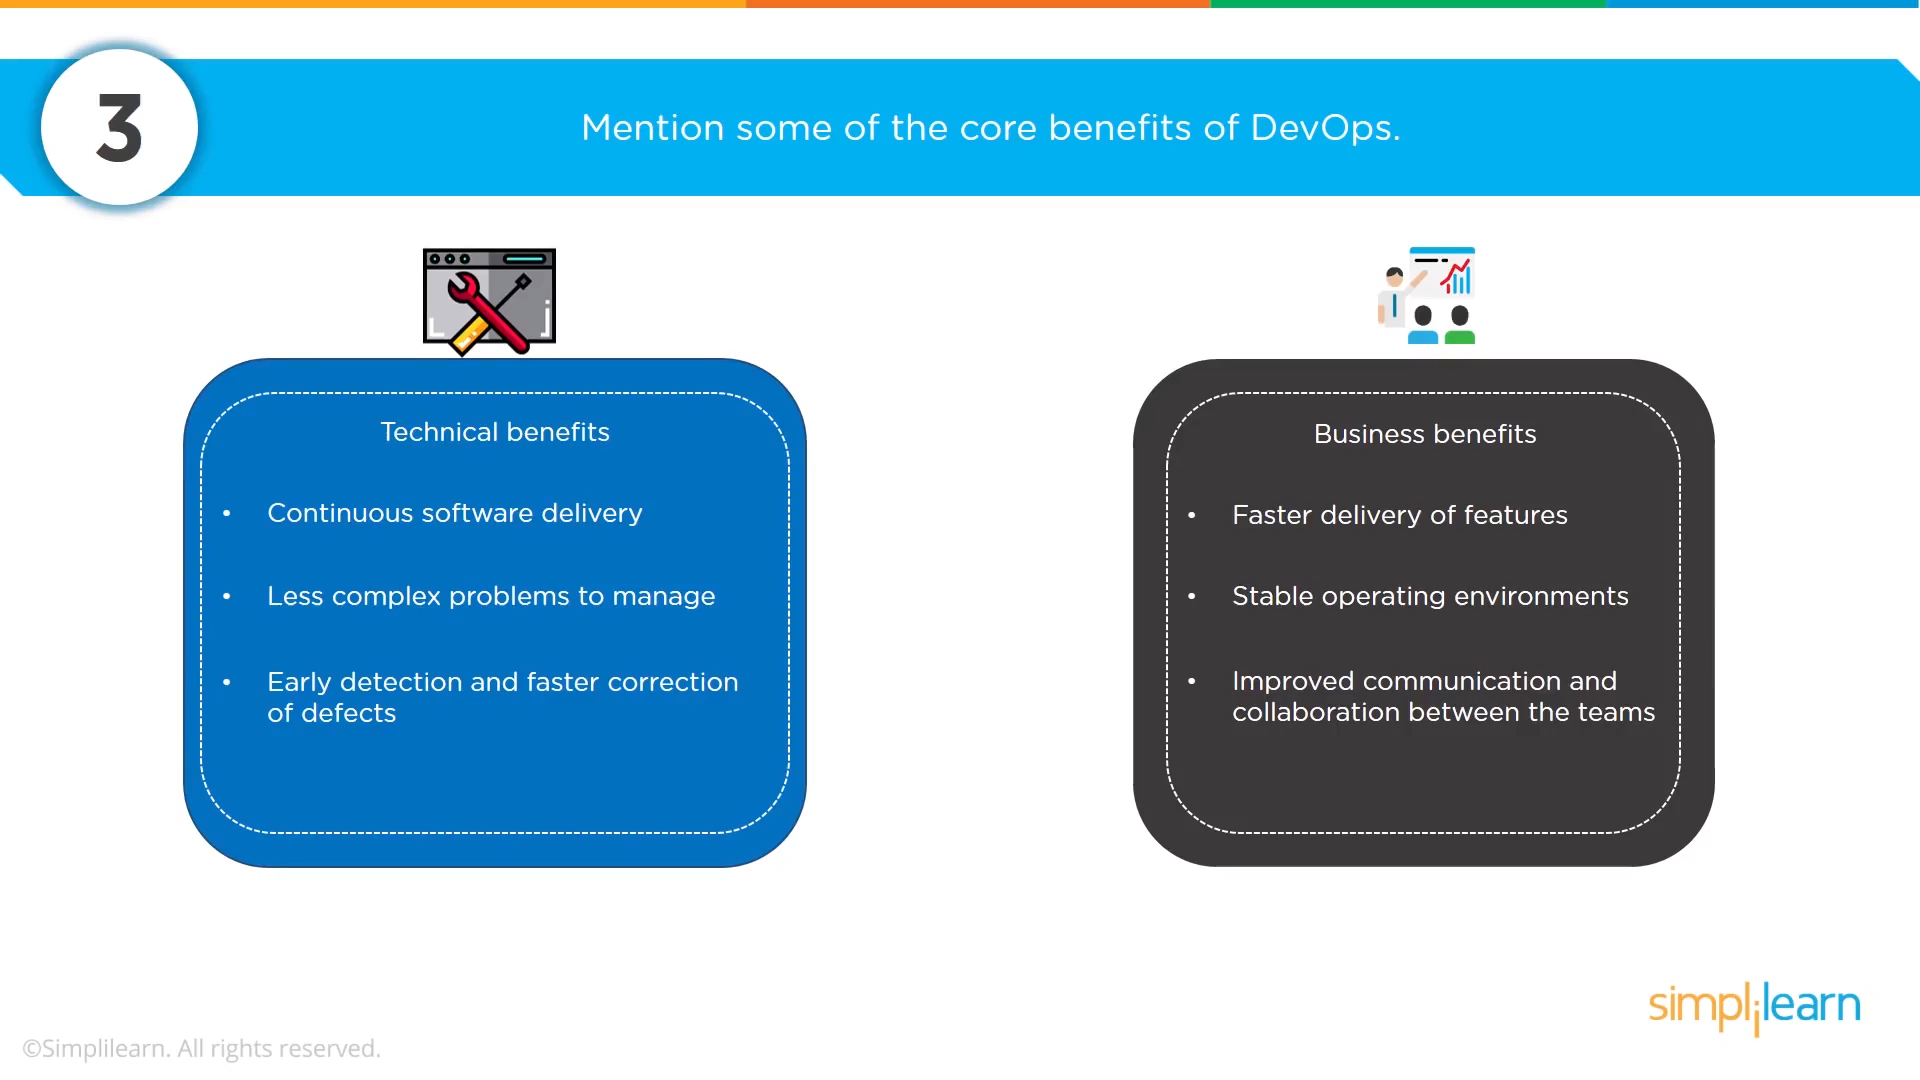 3
Mention some of the core benefits of DevOps.
Technical benefits
• Continuous software delivery
• Less complex problems to manage
• Early detection and faster correction
of defects
Business benefits
• Faster delivery of features
• Stable operating environments
• Improved communication and
collaboration between the teams
simplilearn
©Simplilearn. All rights reserved.